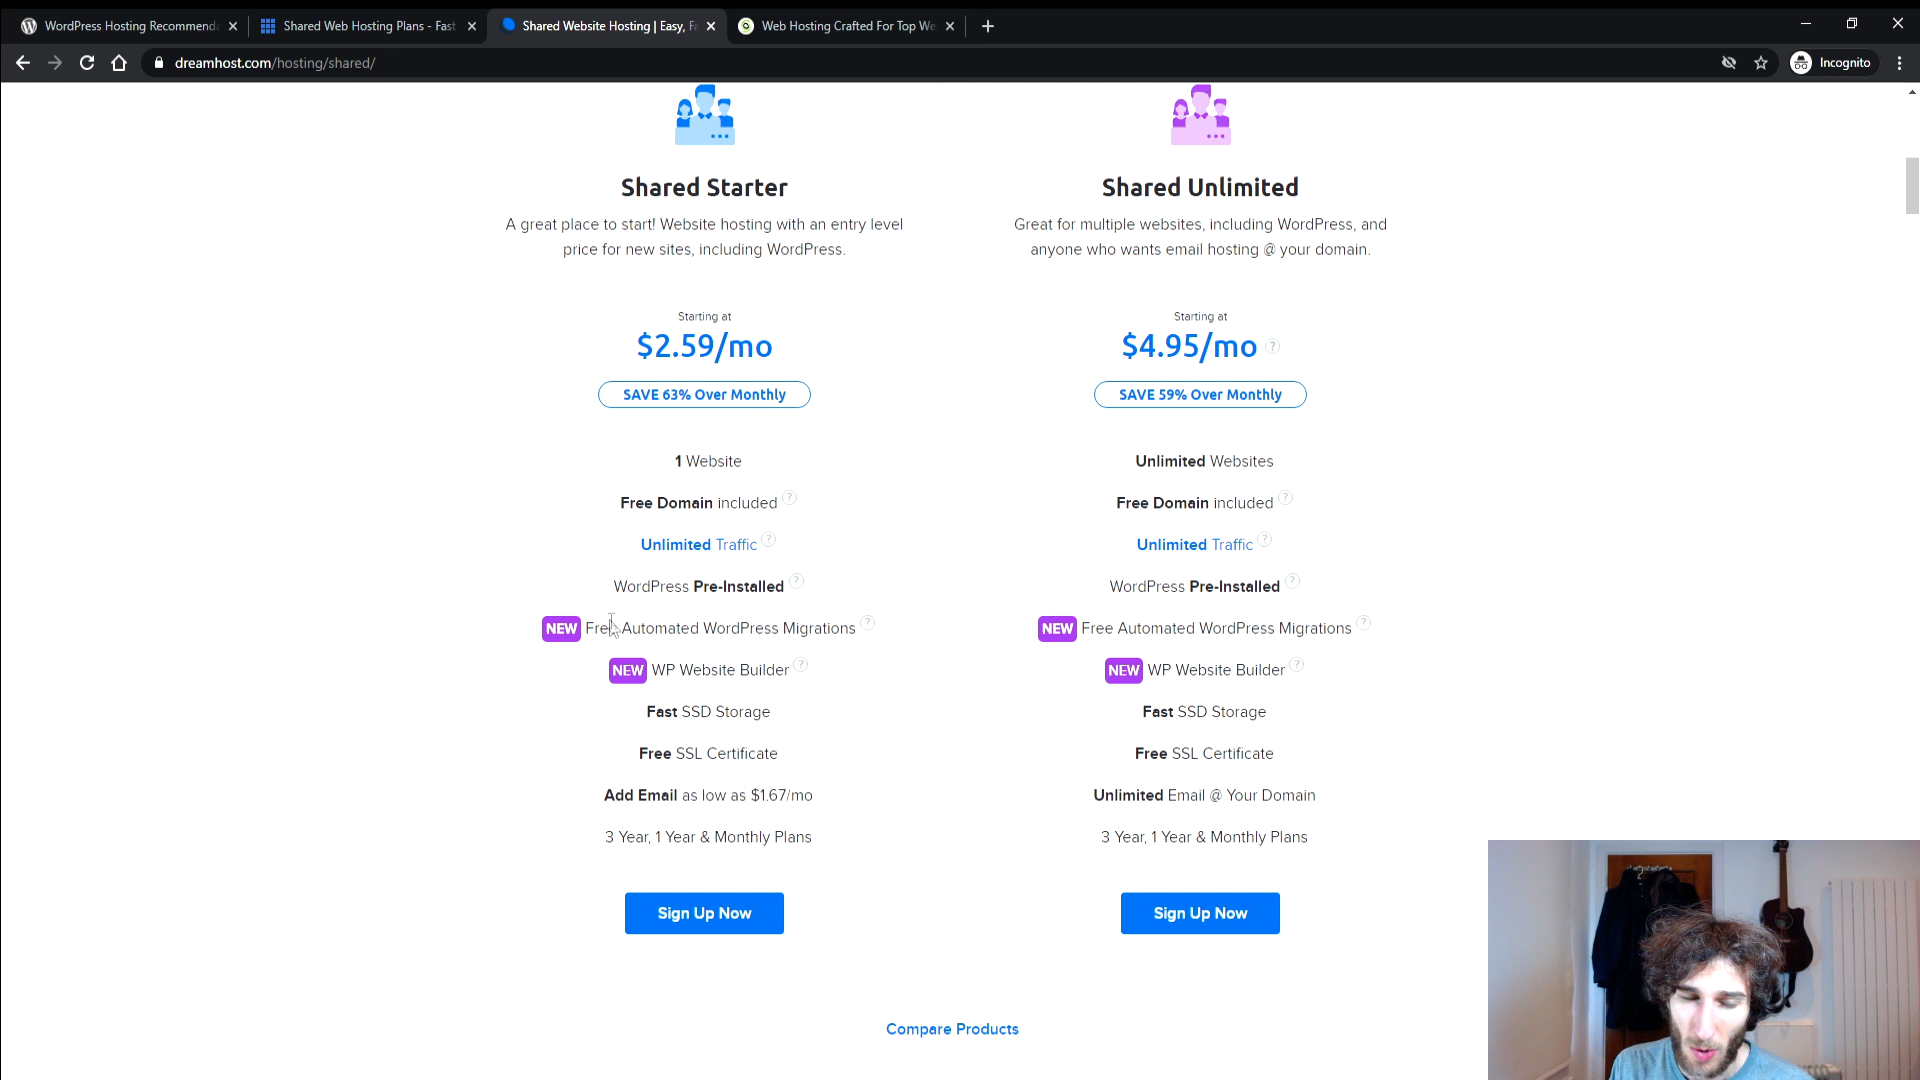 WordPress Hosting Recommenda
Shared Web Hosting Plans - Fast
Shared Website Hosting | Easy, Fa
Web Hosting Crafted For Top We
dreamhost.com/hosting/shared/
Incognito
Shared Starter
A great place to start! Website hosting with an entry level
price for new sites, including WordPress.
Starting at
$2.59/mo
SAVE 63% Over Monthly
1 Website
Free Domain included ?
Unlimited Traffic ?
WordPress Pre-Installed ?
NEW Free Automated WordPress Migrations ?
NEW WP Website Builder ?
Fast SSD Storage
Free SSL Certificate
Add Email as low as $1.67/mo
3 Year, 1 Year & Monthly Plans
Sign Up Now
Shared Unlimited
Great for multiple websites, including WordPress, and
anyone who wants email hosting @ your domain.
Starting at
$4.95/mo ?
SAVE 59% Over Monthly
Unlimited Websites
Free Domain included ?
Unlimited Traffic ?
WordPress Pre-Installed ?
NEW Free Automated WordPress Migrations ?
NEW WP Website Builder ?
Fast SSD Storage
Free SSL Certificate
Unlimited Email @ Your Domain
3 Year, 1 Year & Monthly Plans
Sign Up Now
Compare Products